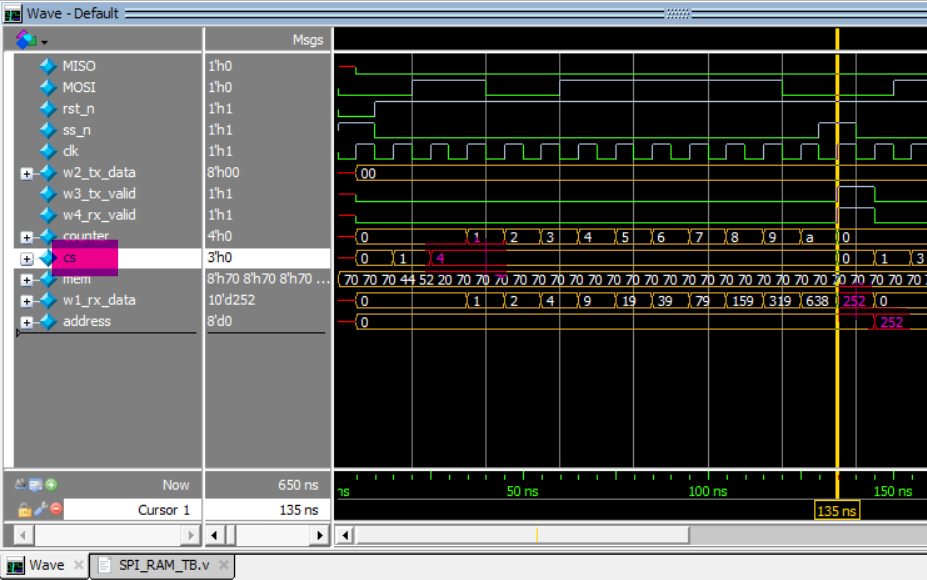 Wave - Default
Msgs
MISO 1'h0
MOSI 1'h0
rst_n 1'h1
ss_n 1'h1
clk 1'h1
w2_tx_data 8'h00 00
w3_tx_valid 1'h1
w4_rx_valid 1'h1
counter 4'h0 0 1 2 3 4 5 6 7 8 9 a 0
cs 3'h0 0 1 4 0 1 3
mem 8'h70 8'h70 8'h70 ... 70 70 70 44 52 20 70 70 70 70 70 70 70 70 70 70 70 70 70 70 70 70 70 70 70 70 70 70 70
w1_rx_data 10'd252 0 1 2 4 9 19 39 79 159 319 638 252 0
address 8'd0 0 252
Now 650 ns ns 50 ns 100 ns 150 ns
Cursor 1 135 ns 135 ns
Wave SPI_RAM_TB.v